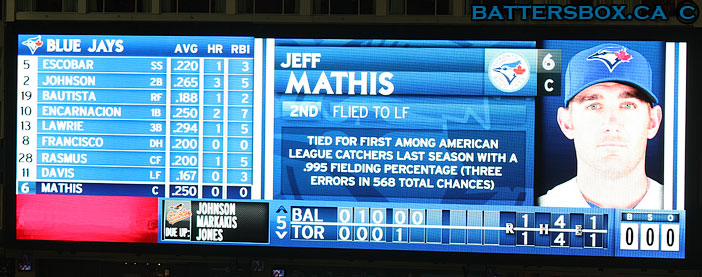 BATTERSBOX.CA ©
BLUE JAYS AVG HR RBI
5 ESCOBAR SS .220 1 3
2 JOHNSON 2B .265 3 5
19 BAUTISTA RF .188 1 2
10 ENCARNACION 1B .250 2 7
13 LAWRIE 3B .294 1 5
8 FRANCISCO DH .200 0 0
28 RASMUS CF .200 1 5
11 DAVIS LF .167 0 3
6 MATHIS C .250 0 0
JEFF
MATHIS
6
C
2ND FLIED TO LF
TIED FOR FIRST AMONG AMERICAN
LEAGUE CATCHERS LAST SEASON WITH A
.995 FIELDING PERCENTAGE (THREE
ERRORS IN 568 TOTAL CHANCES)
DUE UP:
JOHNSON
MARKAKIS
JONES
5
BAL 0 1 0 0 0 1 4 1
TOR 0 0 0 1 1 4 1
R H E
B S O
0 0 0